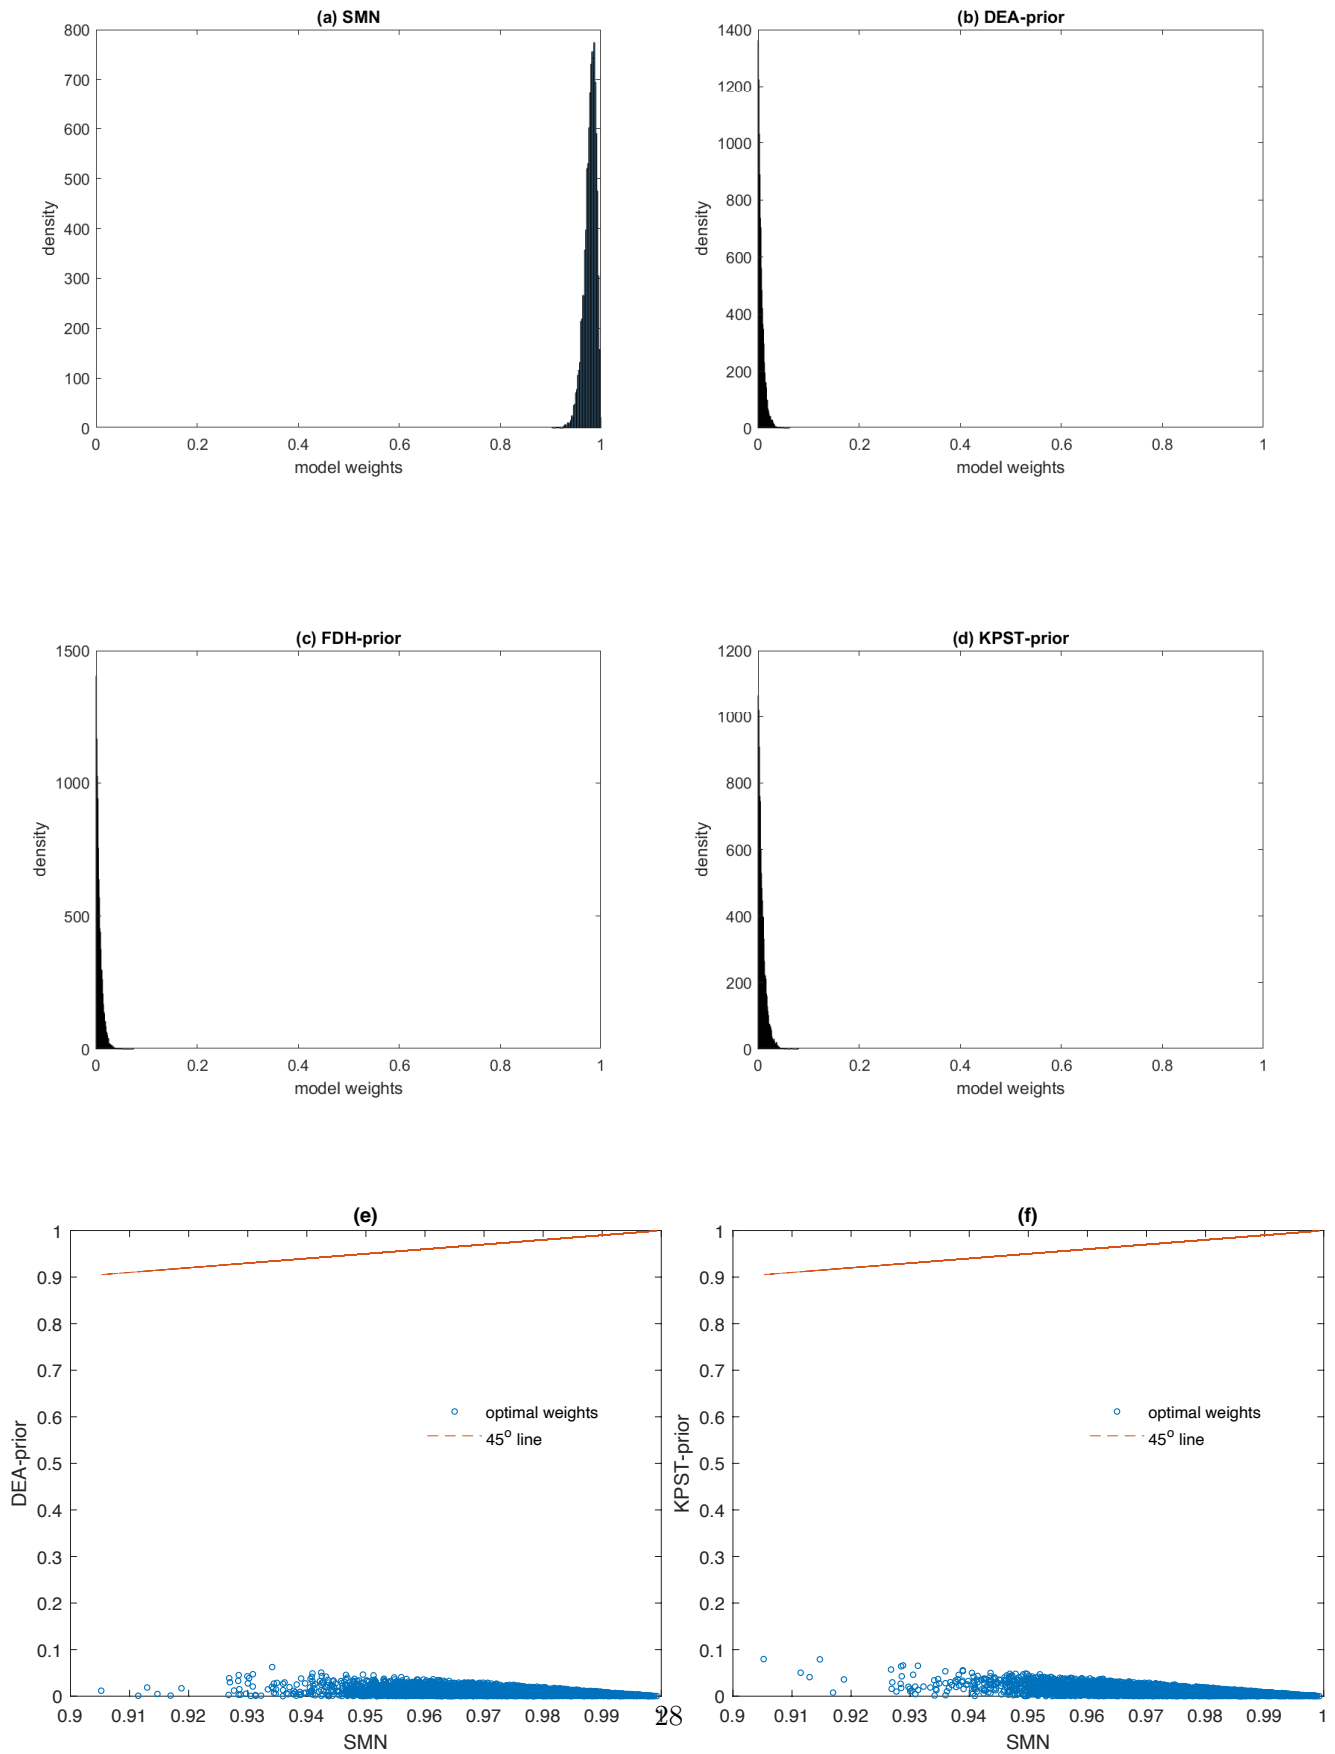 (a) SMN
800
700
600
500
400
300
200
100
0
density
0 0.2 0.4 0.6 0.8 1
model weights
(b) DEA-prior
1400
1200
1000
800
600
400
200
0
density
0 0.2 0.4 0.6 0.8 1
model weights
(c) FDH-prior
1500
1000
500
0
density
0 0.2 0.4 0.6 0.8 1
model weights
(d) KPST-prior
1200
1000
800
600
400
200
0
density
0 0.2 0.4 0.6 0.8 1
model weights
(e)
1
0.9
0.8
0.7
0.6
0.5
0.4
0.3
0.2
0.1
0
DEA-prior
optimal weights
45° line
0.9 0.91 0.92 0.93 0.94 0.95 0.96 0.97 0.98 0.99 1
SMN
(f)
1
0.9
0.8
0.7
0.6
0.5
0.4
0.3
0.2
0.1
0
KPST-prior
optimal weights
45° line
0.9 0.91 0.92 0.93 0.94 0.95 0.96 0.97 0.98 0.99 1
SMN
28